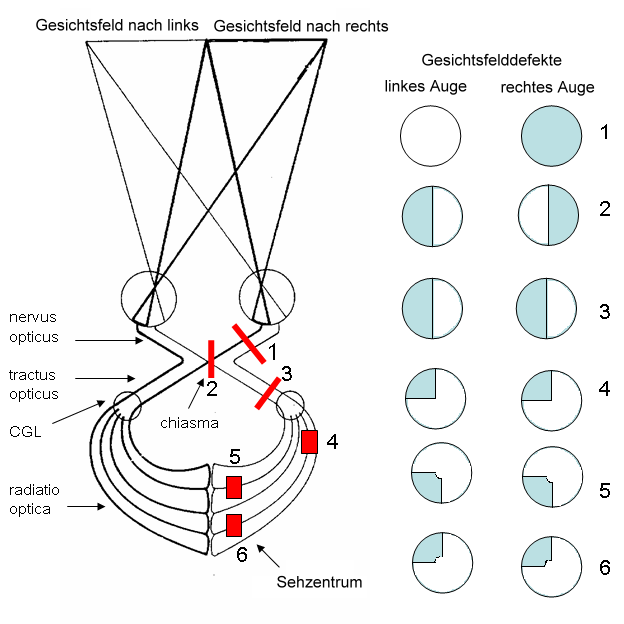 Gesichtsfeld nach links
Gesichtsfeld nach rechts
Gesichtsfelddefekte
linkes Auge
rechtes Auge
1
2
3
4
5
6
nervus
opticus
tractus
opticus
CGL
radiatio
optica
1
2
3
chiasma
4
5
6
Sehzentrum